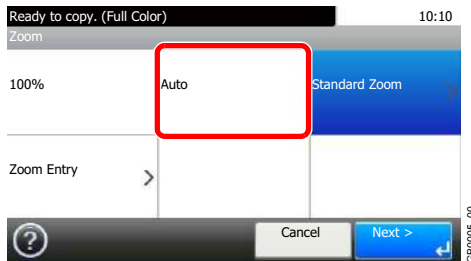 Ready to copy. (Full Color) 10:10
Zoom
100% Auto Standard Zoom
Zoom Entry
Cancel Next >